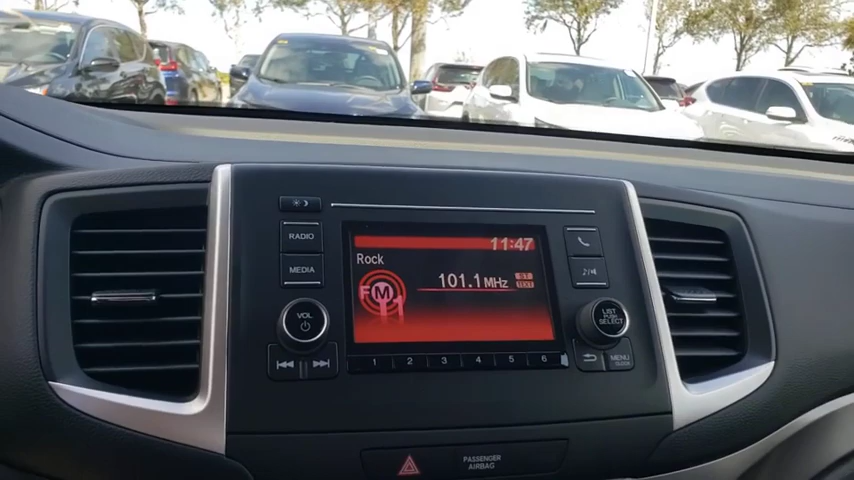 RADIO
MEDIA
VOL
11:47
Rock
101.1 MHz
ST
TEXT
FM1
1 2 3 4 5 6
LIST
PUSH
SELECT
MENU
CLOCK
PASSENGER
AIRBAG